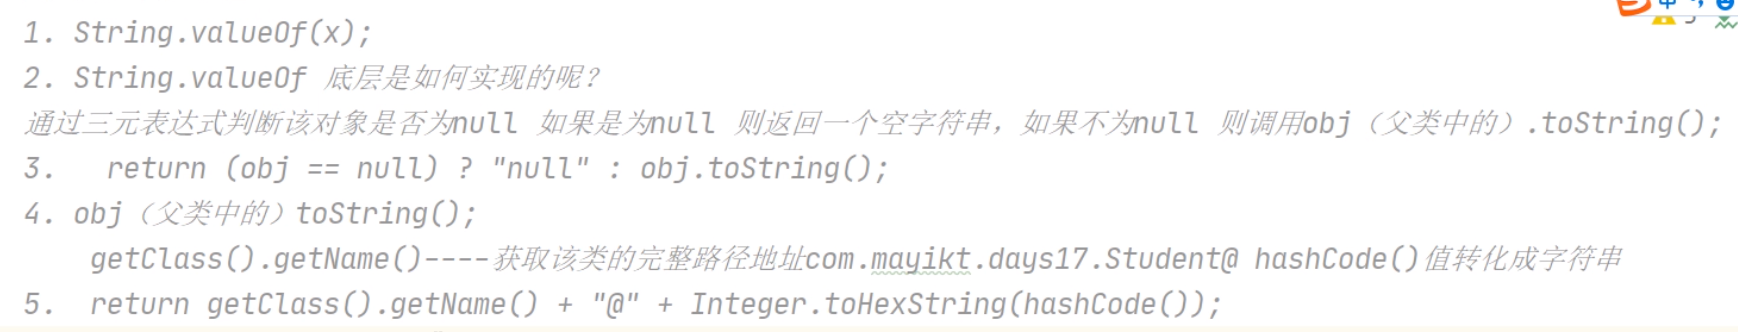 1. String.valueOf(x);
2. String.valueOf 底层是如何实现的呢?
通过三元表达式判断该对象是否为null 如果是为null 则返回一个空字符串，如果不为null 则调用obj（父类中的）.toString();
3.   return (obj == null) ? "null" : obj.toString();
4. obj（父类中的）toString();
getClass().getName()----获取该类的完整路径地址com.mayikt.days17.Student@ hashCode()值转化成字符串
5.  return getClass().getName() + "@" + Integer.toHexString(hashCode());